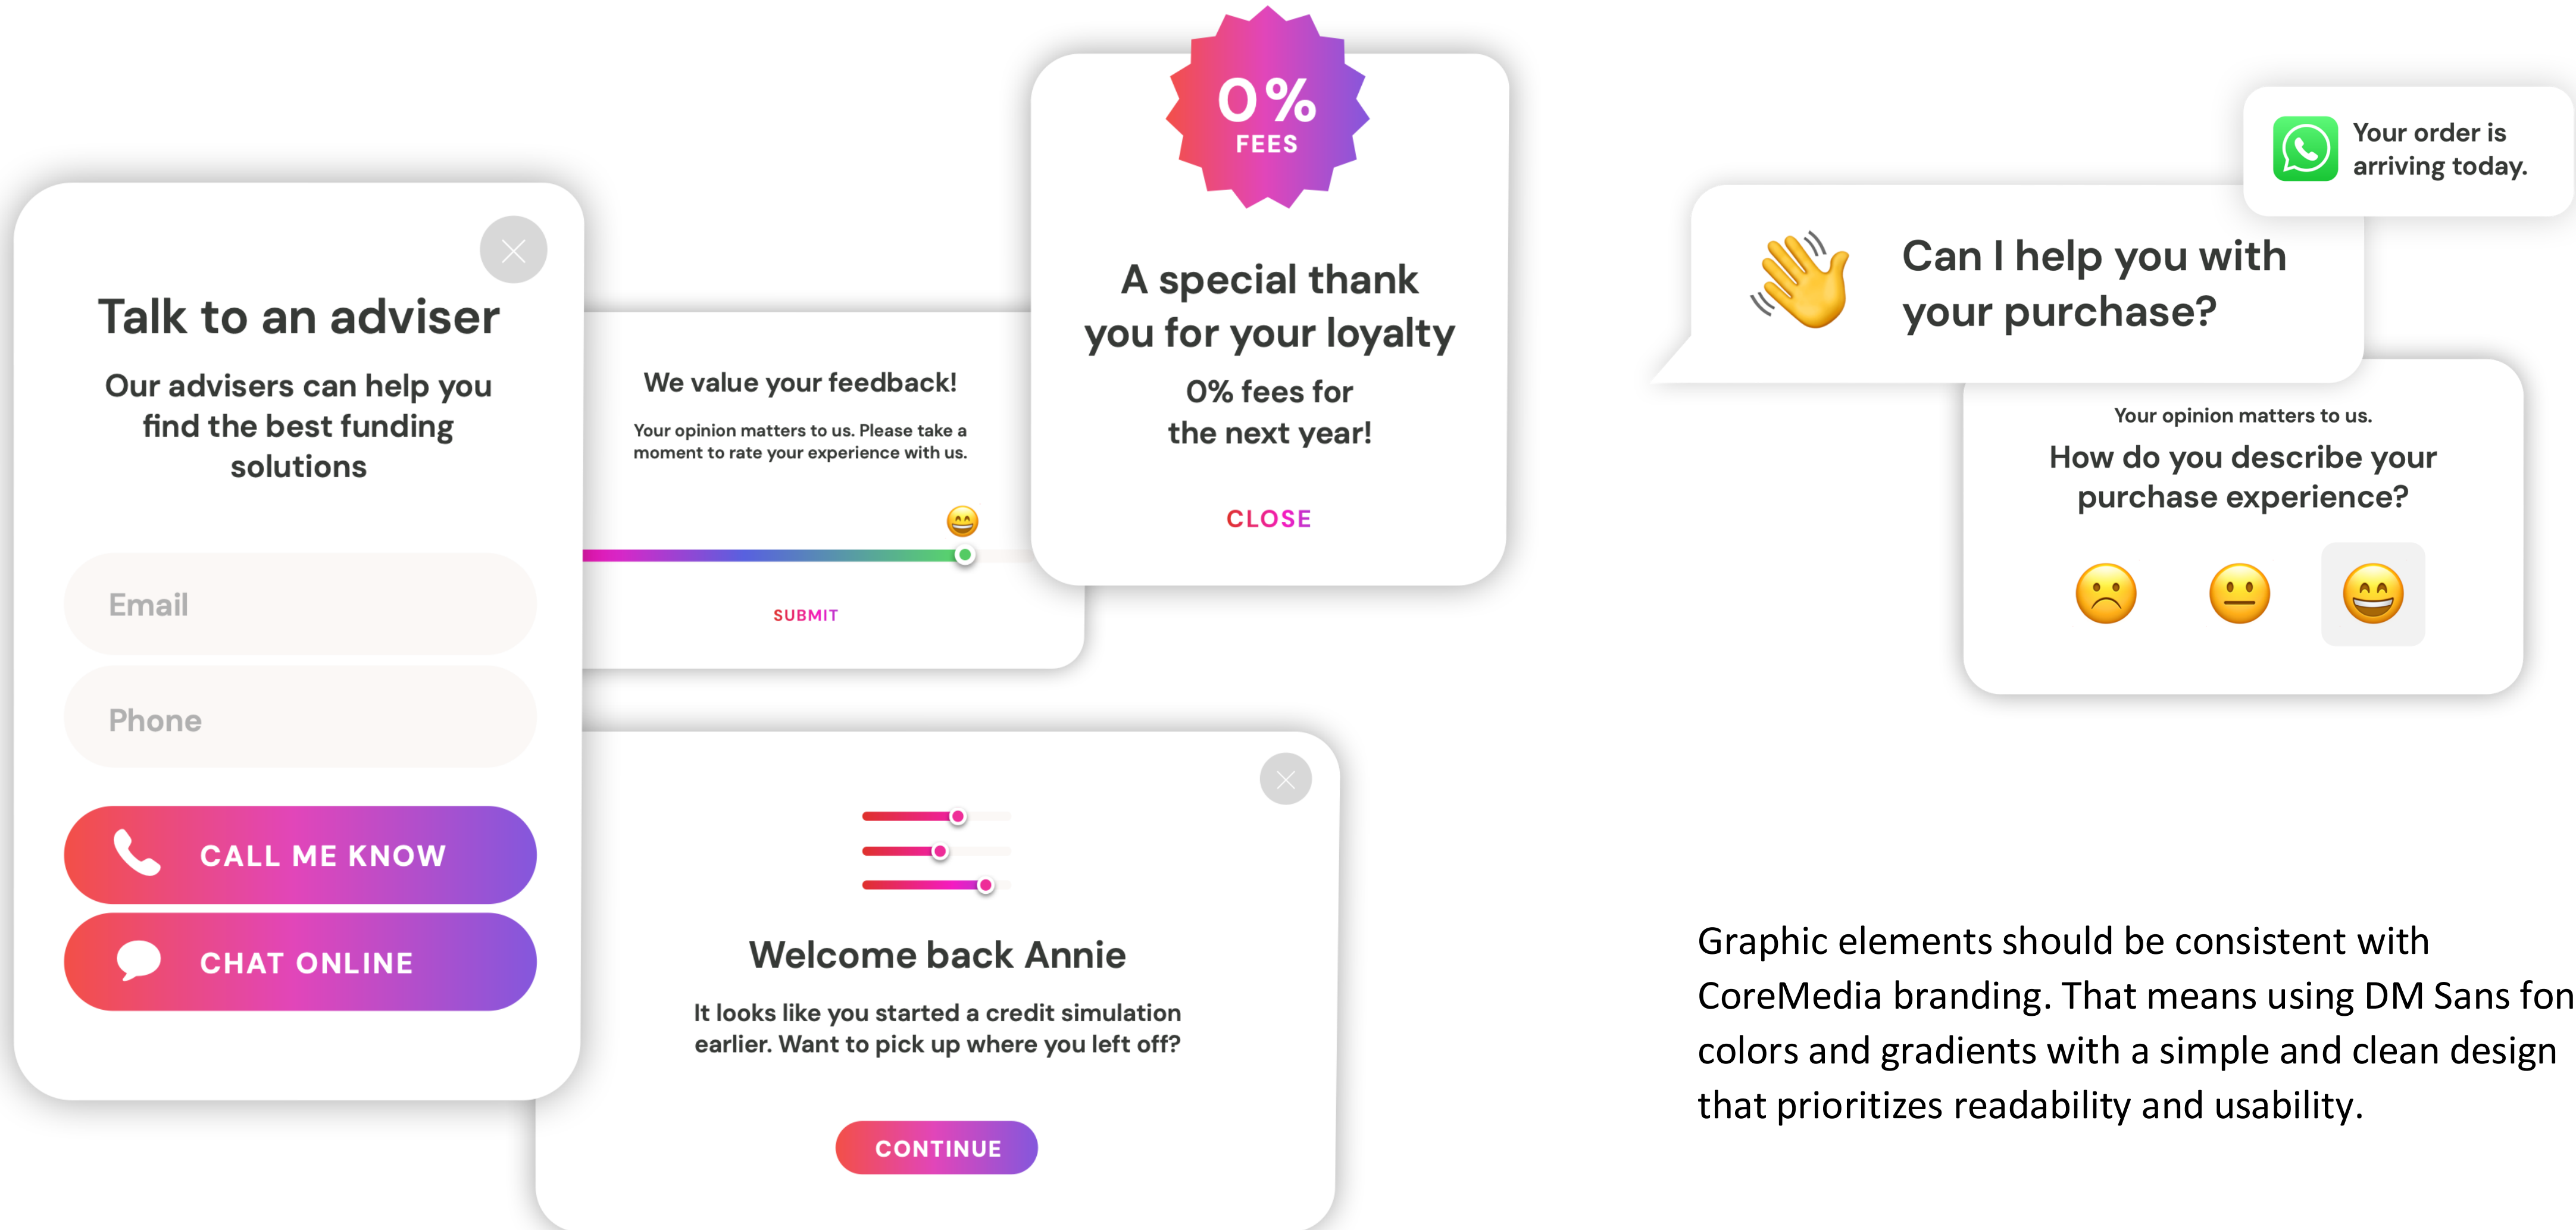 Talk to an adviser
Our advisers can help you
find the best funding
solutions
Email
Phone
CALL ME KNOW
CHAT ONLINE
We value your feedback!
Your opinion matters to us. Please take a
moment to rate your experience with us.
SUBMIT
0%
FEES
A special thank
you for your loyalty
0% fees for
the next year!
CLOSE
Welcome back Annie
It looks like you started a credit simulation
earlier. Want to pick up where you left off?
CONTINUE
Your order is
arriving today.
Can I help you with
your purchase?
Your opinion matters to us.
How do you describe your
purchase experience?
Graphic elements should be consistent with
CoreMedia branding. That means using DM Sans fon
colors and gradients with a simple and clean design
that prioritizes readability and usability.